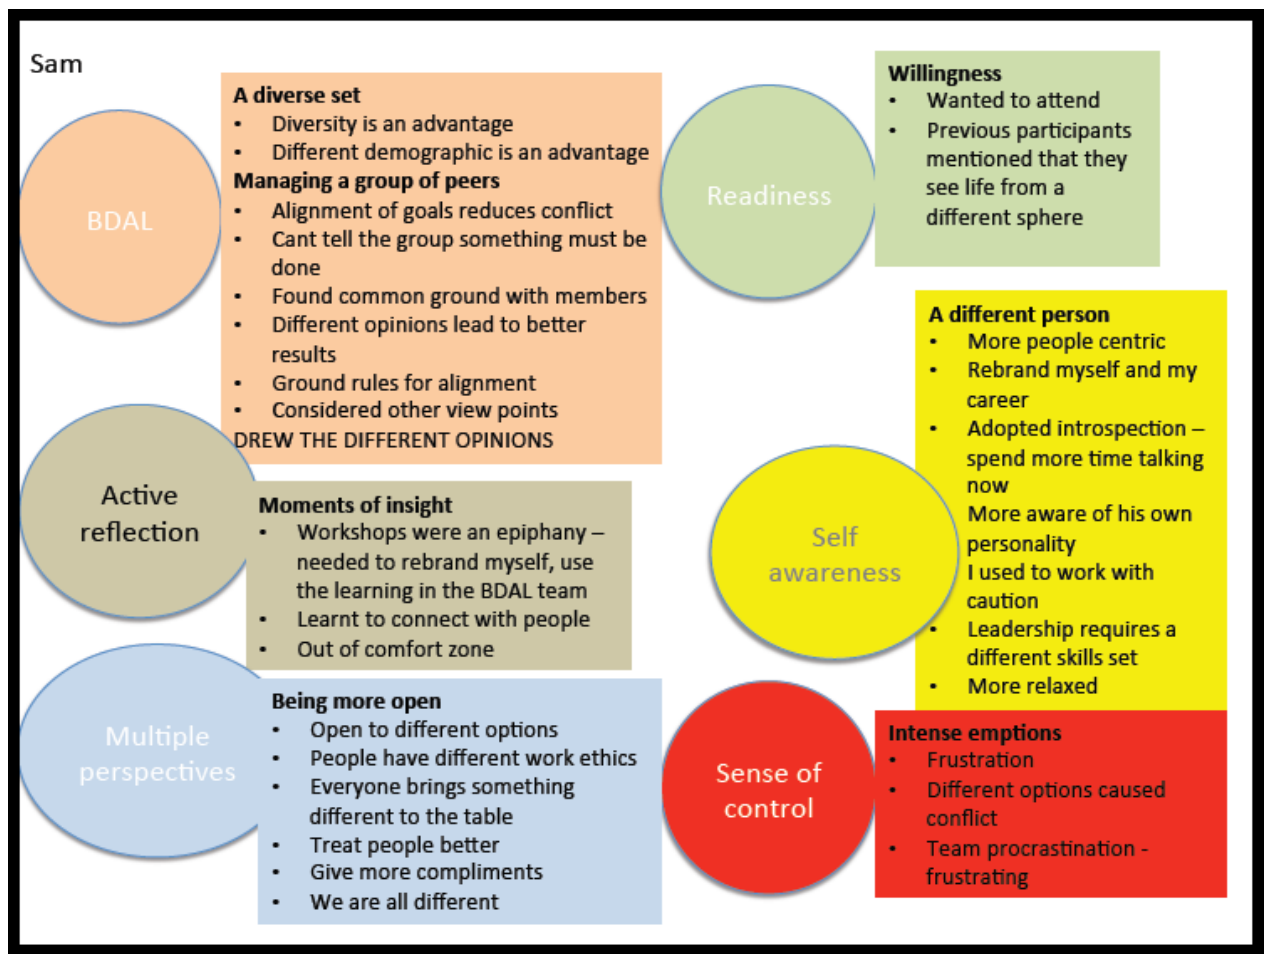 Sam
BDAL
A diverse set
• Diversity is an advantage
• Different demographic is an advantage
Managing a group of peers
• Alignment of goals reduces conflict
• Cant tell the group something must be
done
• Found common ground with members
• Different opinions lead to better
results
• Ground rules for alignment
• Considered other view points
DREW THE DIFFERENT OPINIONS
Readiness
Willingness
• Wanted to attend
• Previous participants
mentioned that they
see life from a
different sphere
Active
reflection
Moments of insight
• Workshops were an epiphany –
needed to rebrand myself, use
the learning in the BDAL team
• Learnt to connect with people
• Out of comfort zone
Self
awareness
A different person
• More people centric
• Rebrand myself and my
career
• Adopted introspection –
spend more time talking
now
More aware of his own
personality
I used to work with
caution
• Leadership requires a
different skills set
• More relaxed
Multiple
perspectives
Being more open
• Open to different options
• People have different work ethics
• Everyone brings something
different to the table
• Treat people better
• Give more compliments
• We are all different
Sense of
control
Intense emptions
• Frustration
• Different options caused
conflict
• Team procrastination -
frustrating